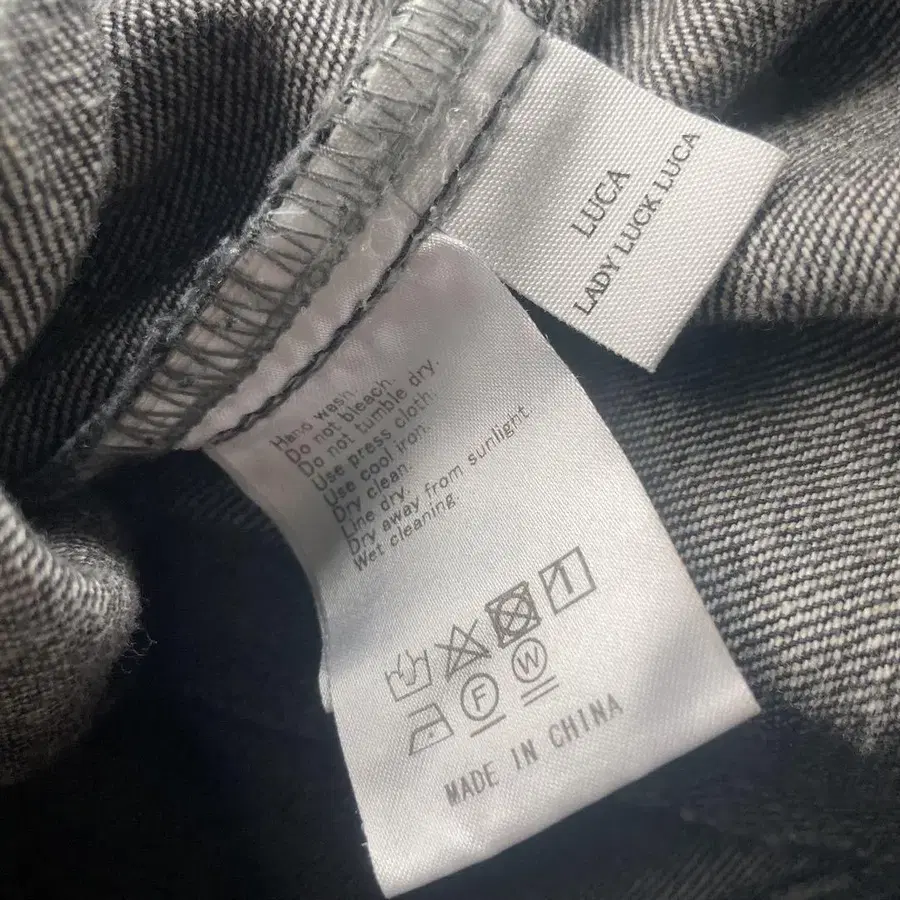 LUCA
LADY LUCK LUCA
Hand wash.
Do not bleach.
Do not tumble dry.
Use press cloth.
Use cool iron.
Dry clean.
Line dry.
Dry away from sunlight.
Wet cleaning.
F
W
MADE IN CHINA